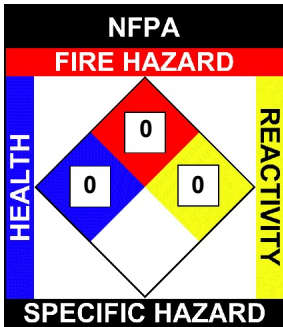 NFPA
FIRE HAZARD
HEALTH
0
0
0
REACTIVITY
SPECIFIC HAZARD